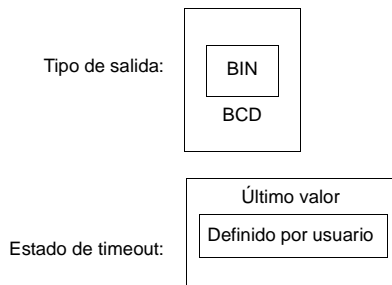 Tipo de salida:
BIN
BCD
Último valor
Definido por usuario
Estado de timeout: